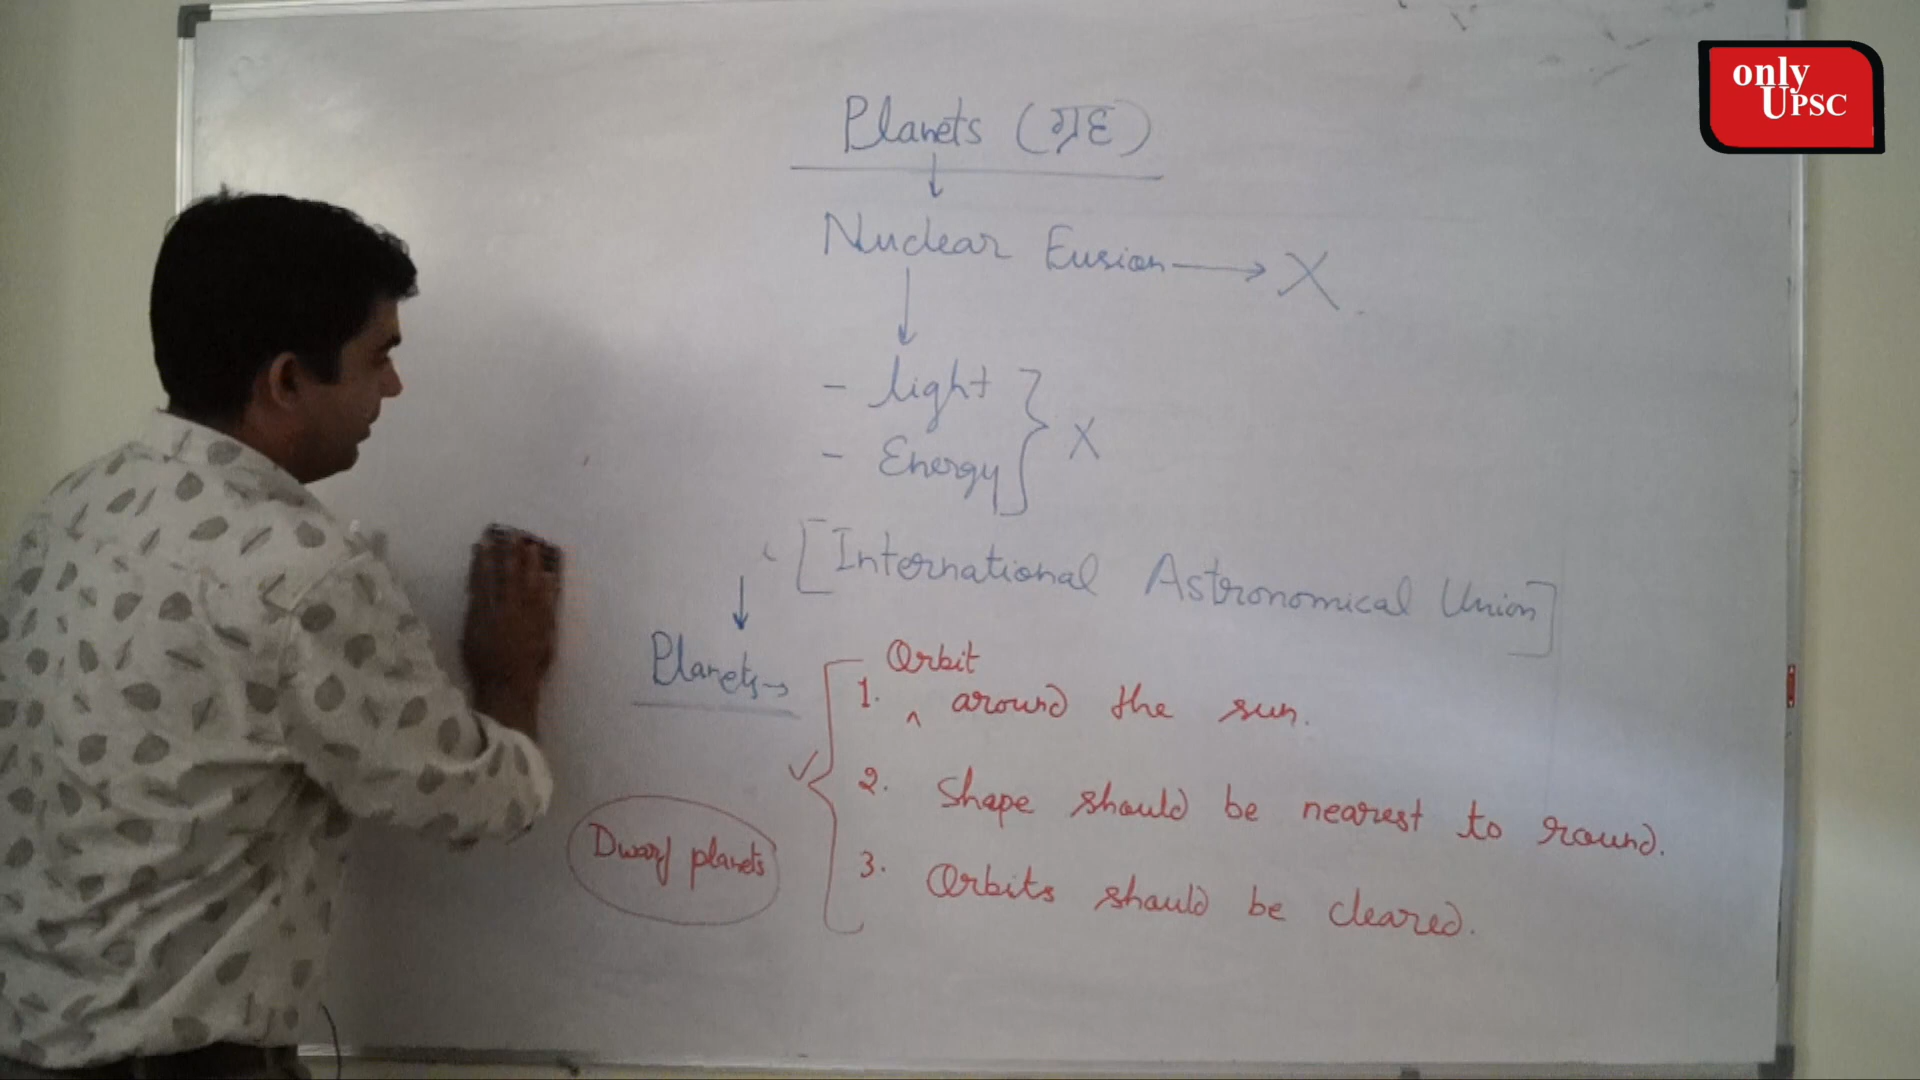 only
UPSC
Planets (ग्रह)
Nuclear Fusion → X
- light
- Energy } X
[International Astronomical Union]
Planets →
Orbit
1. ^ around the sun.
2. Shape should be nearest to round.
Dwarf planets
3. Orbits should be cleared.